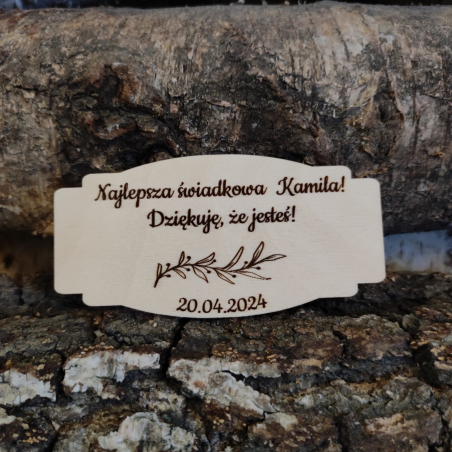 Najlepsza świadkowa Kamila!
Dziękuję, że jesteś!
20.04.2024